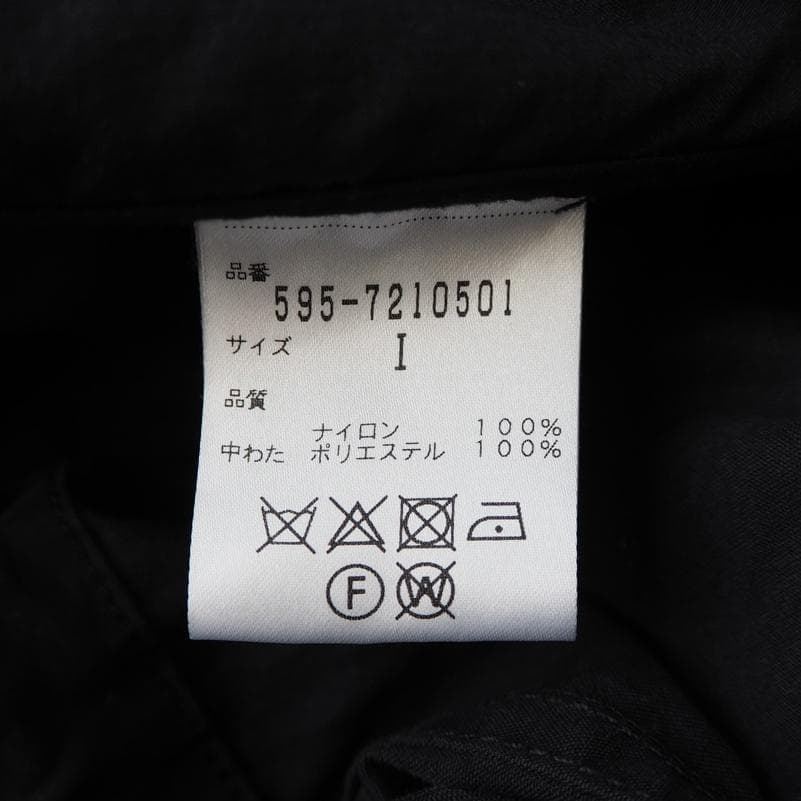 品番
595-7210501
サイズ I
品質
ナイロン 100%
中わた ポリエステル 100%
F W